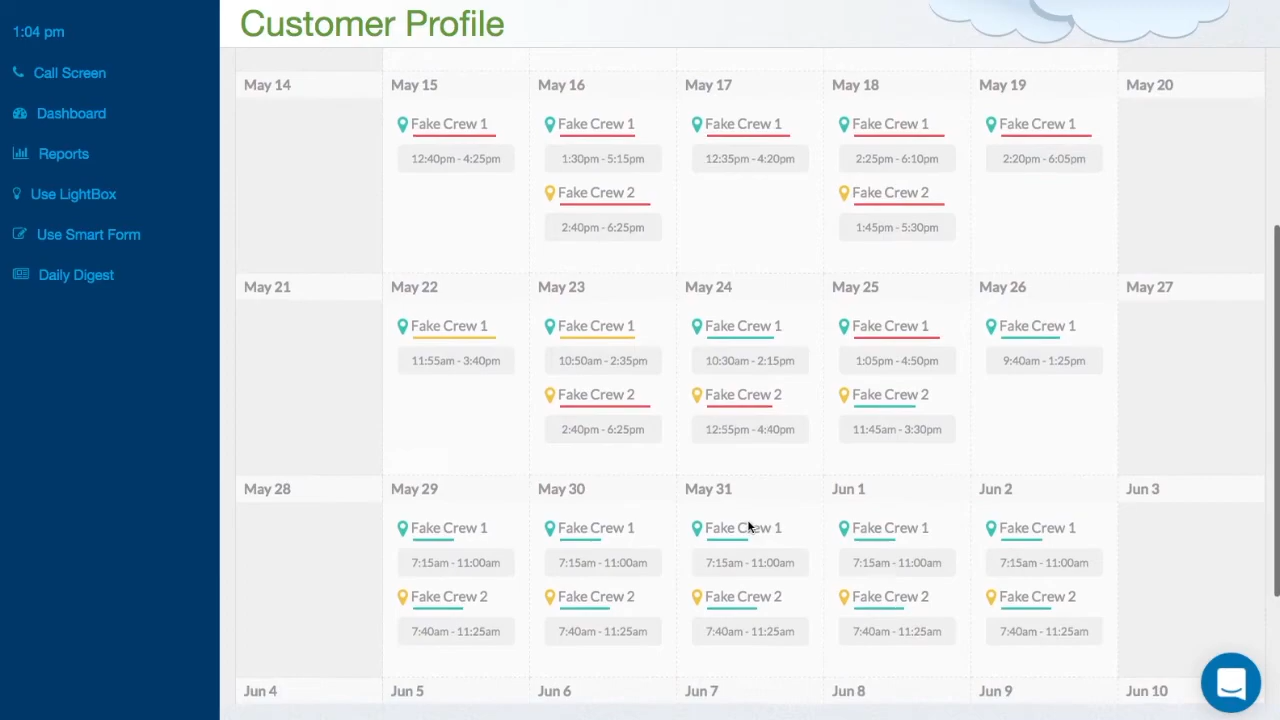 Customer Profile
1:04 pm
Call Screen
Dashboard
Reports
Use LightBox
Use Smart Form
Daily Digest
May 14 May 15 May 16 May 17 May 18 May 19 May 20
Fake Crew 1 Fake Crew 1 Fake Crew 1 Fake Crew 1 Fake Crew 1
12:40pm - 4:25pm 1:30pm - 5:15pm 12:35pm - 4:20pm 2:25pm - 6:10pm 2:20pm - 6:05pm
Fake Crew 2 Fake Crew 2
2:40pm - 6:25pm 1:45pm - 5:30pm
May 21 May 22 May 23 May 24 May 25 May 26 May 27
Fake Crew 1 Fake Crew 1 Fake Crew 1 Fake Crew 1 Fake Crew 1
11:55am - 3:40pm 10:50am - 2:35pm 10:30am - 2:15pm 1:05pm - 4:50pm 9:40am - 1:25pm
Fake Crew 2 Fake Crew 2 Fake Crew 2
2:40pm - 6:25pm 12:55pm - 4:40pm 11:45am - 3:30pm
May 28 May 29 May 30 May 31 Jun 1 Jun 2 Jun 3
Fake Crew 1 Fake Crew 1 Fake Crew 1 Fake Crew 1 Fake Crew 1
7:15am - 11:00am 7:15am - 11:00am 7:15am - 11:00am 7:15am - 11:00am 7:15am - 11:00am
Fake Crew 2 Fake Crew 2 Fake Crew 2 Fake Crew 2 Fake Crew 2
7:40am - 11:25am 7:40am - 11:25am 7:40am - 11:25am 7:40am - 11:25am 7:40am - 11:25am
Jun 4 Jun 5 Jun 6 Jun 7 Jun 8 Jun 9 Jun 10